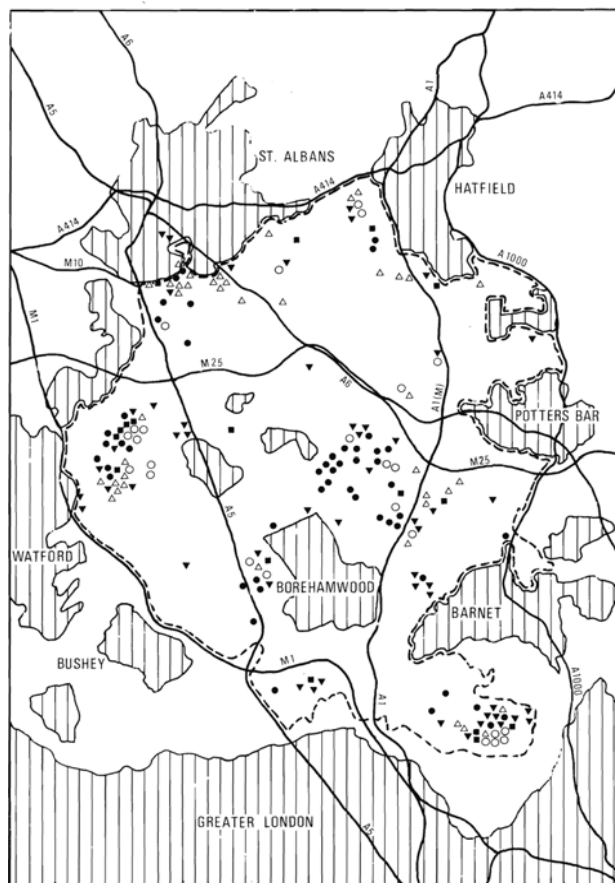 A6
A5
A1
A414
ST. ALBANS
A414
HATFIELD
A414
M10
A1000
M1
M25
A6
A1(M)
POTTERS BAR
M25
A5
WATFORD
BOREHAMWOOD
BARNET
BUSHEY
M1
A1
A1000
GREATER LONDON
A5